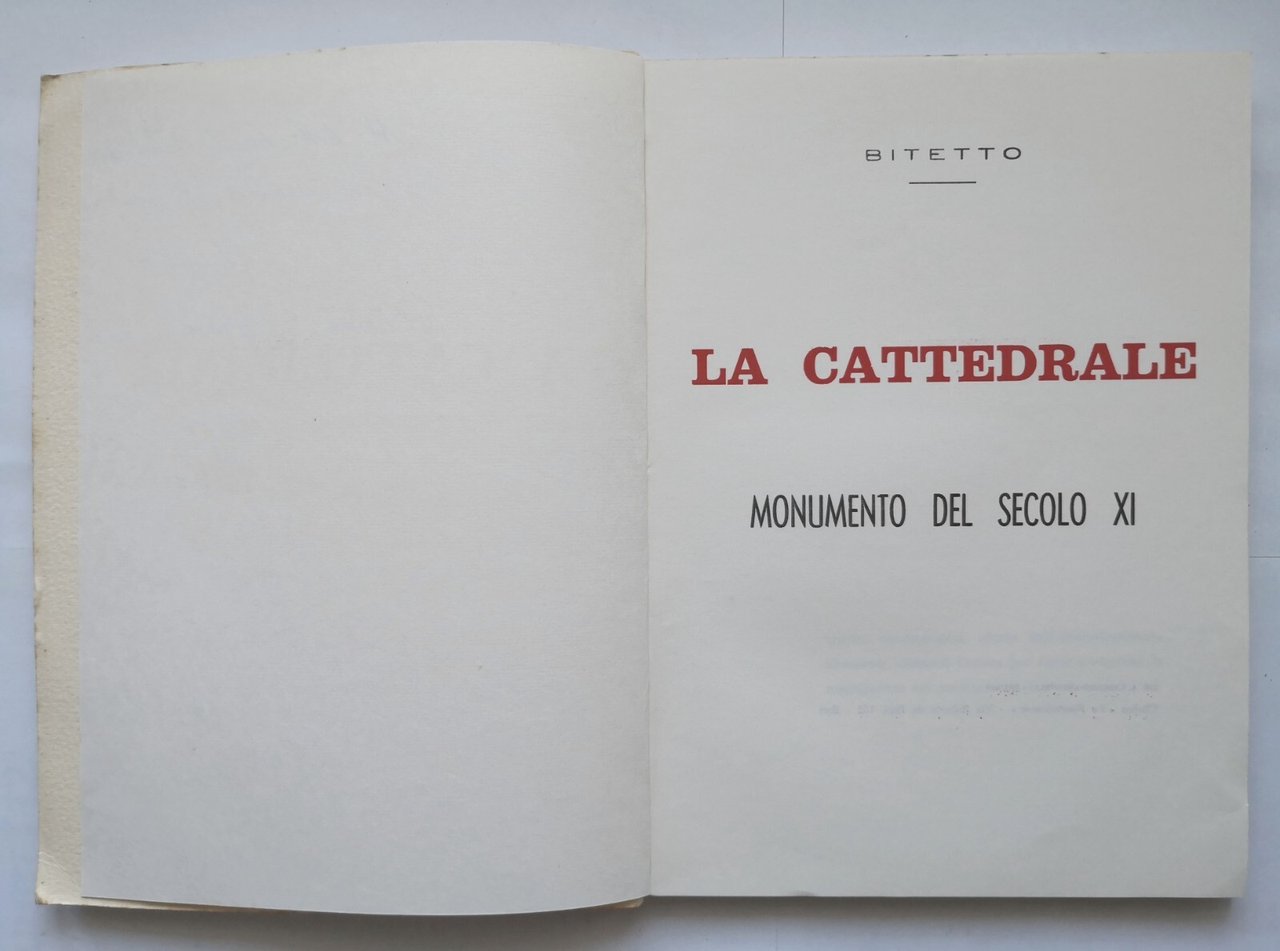 BITETTO
LA CATTEDRALE
MONUMENTO DEL SECOLO XI